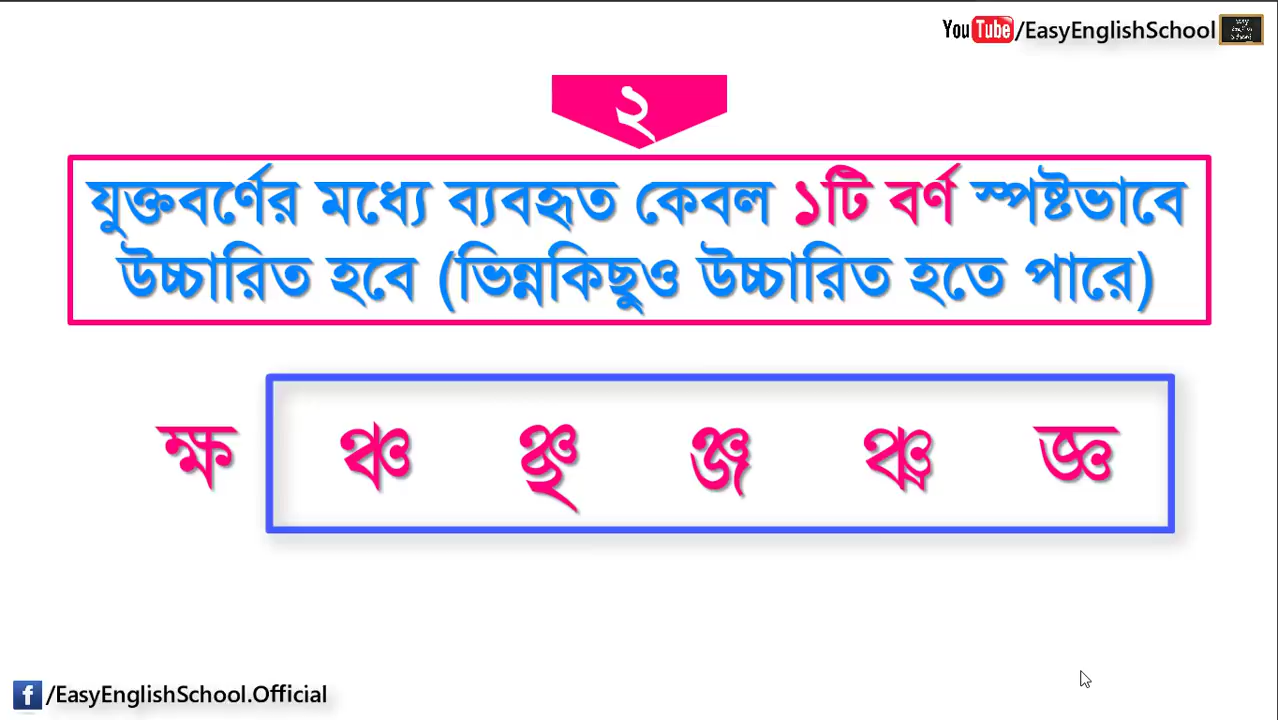 YouTube/EasyEnglishSchool
২
যুক্তবর্ণের মধ্যে ব্যবহৃত কেবল ১টি বর্ণ স্পষ্টভাবে
উচ্চারিত হবে (ভিন্নকিছুও উচ্চারিত হতে পারে)
ক্ষ ঞ্চ ঞ্ছ ঞ্জ ঞ্ঝ জ্ঞ
f/EasyEnglishSchool.Official